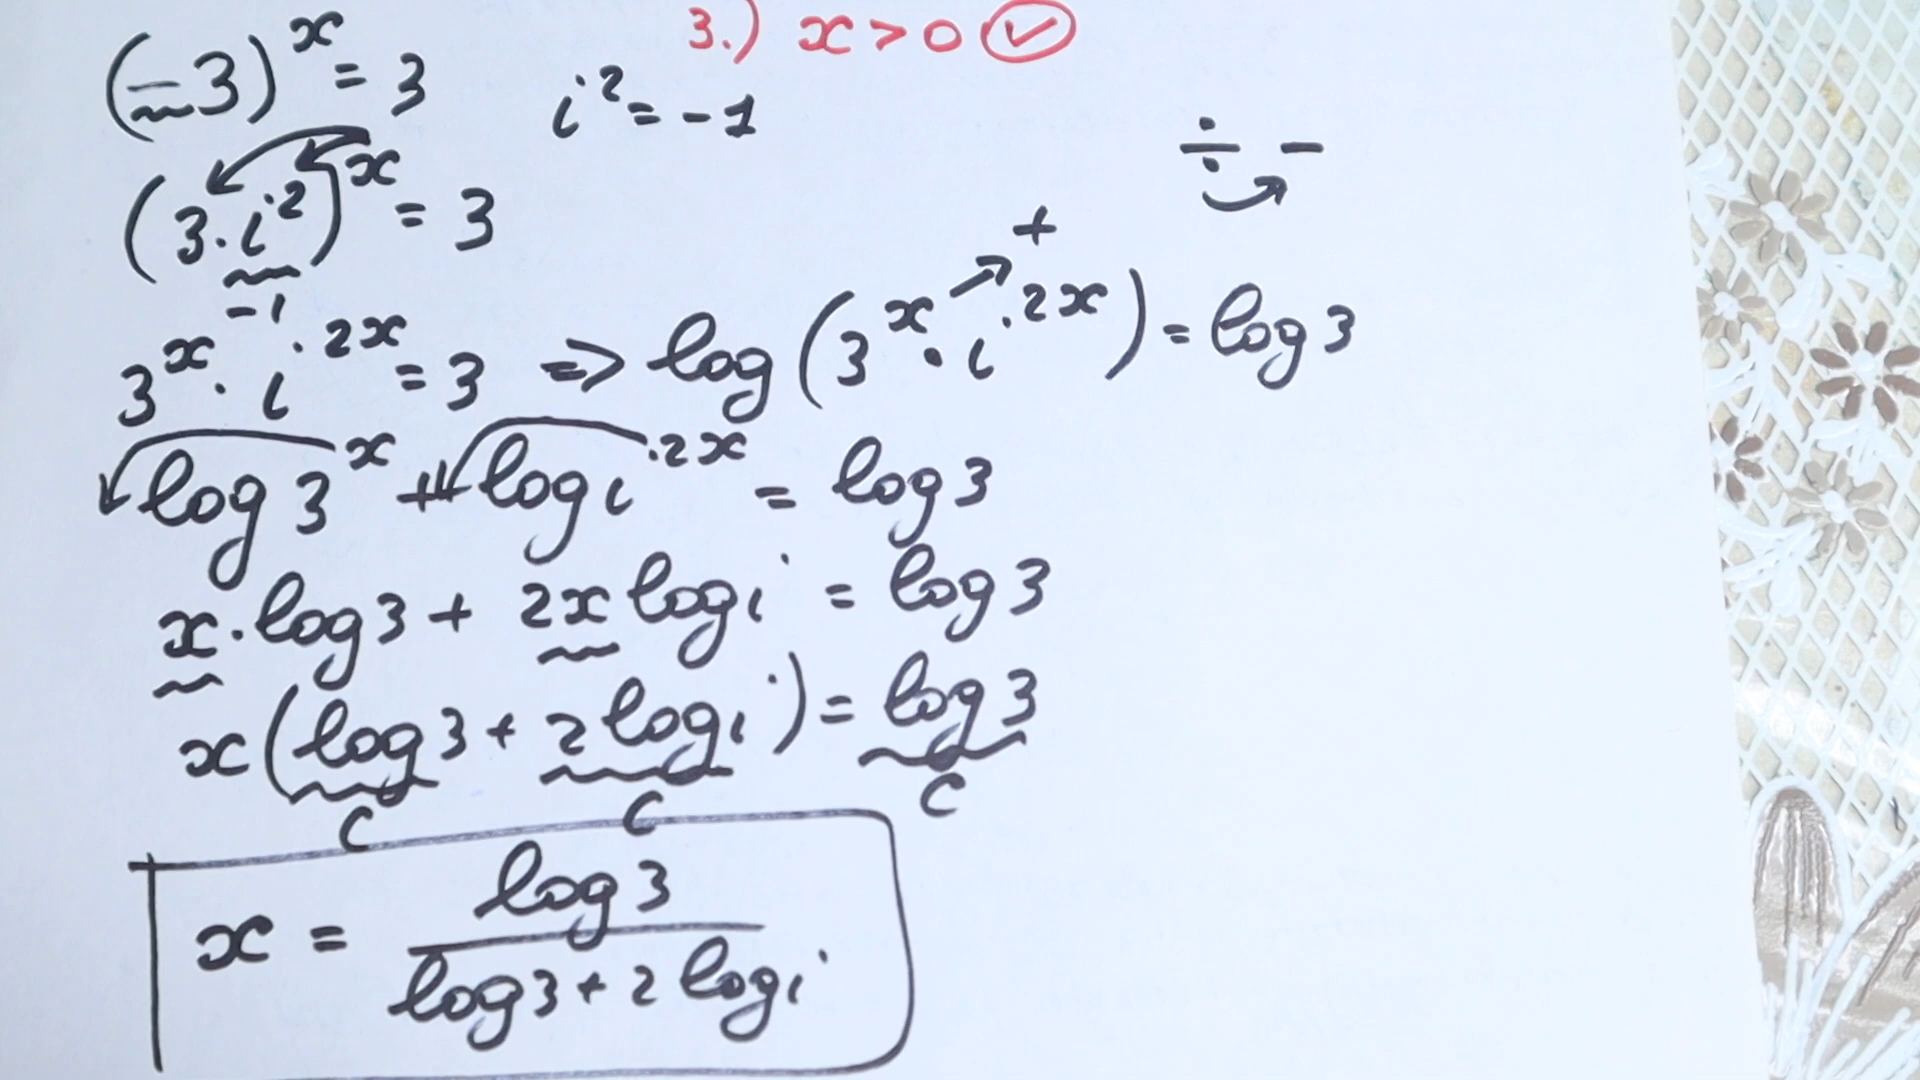 3.) x > 0 ✓
(-3)^x = 3 i² = -1
÷ -
(3·i²)^x = 3
-1
+
3^x · i^2x = 3 => log(3^x · i^2x) = log 3
log 3^x + log i^2x = log 3
x · log 3 + 2x log i = log 3
x(log 3 + 2 log i) = log 3
C C C
x = log 3 / log 3 + 2 log i